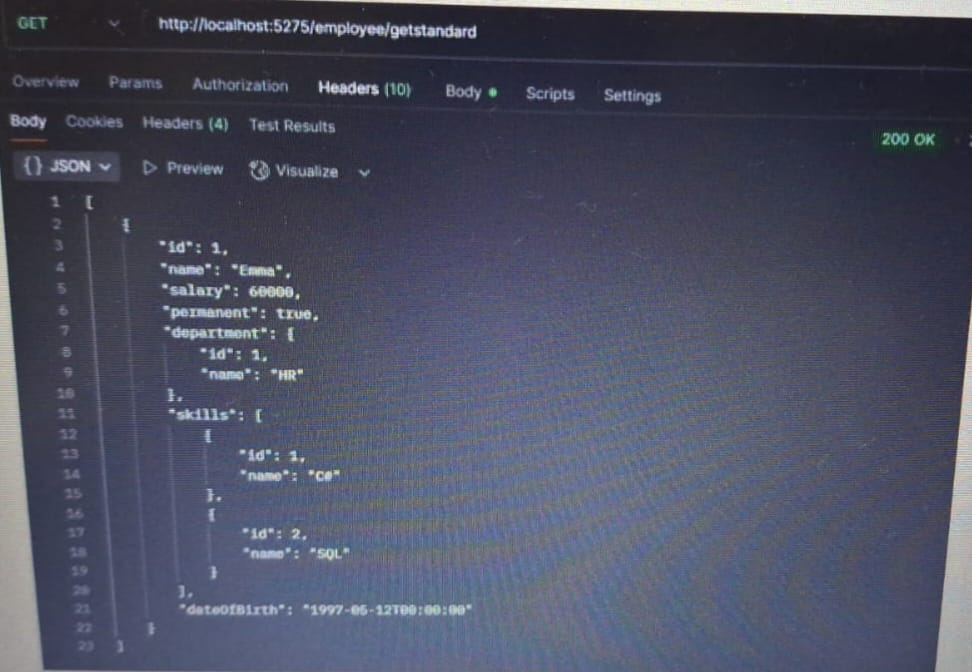 GET http://localhost:5275/employee/getstandard
Overview Params Authorization Headers (10) Body Scripts Settings
Body Cookies Headers (4) Test Results 200 OK
{} JSON Preview Visualize
1 [
2 {
3 "id": 1,
4 "name": "Emma",
5 "salary": 60000,
6 "permanent": true,
7 "department": {
8 "id": 1,
9 "name": "HR"
10 },
11 "skills": [
12 {
13 "id": 1,
14 "name": "C#"
15 },
16 {
17 "id": 2,
18 "name": "SQL"
19 }
20 ],
21 "dateOfBirth": "1997-05-12T00:00:00"
22 }
23 ]